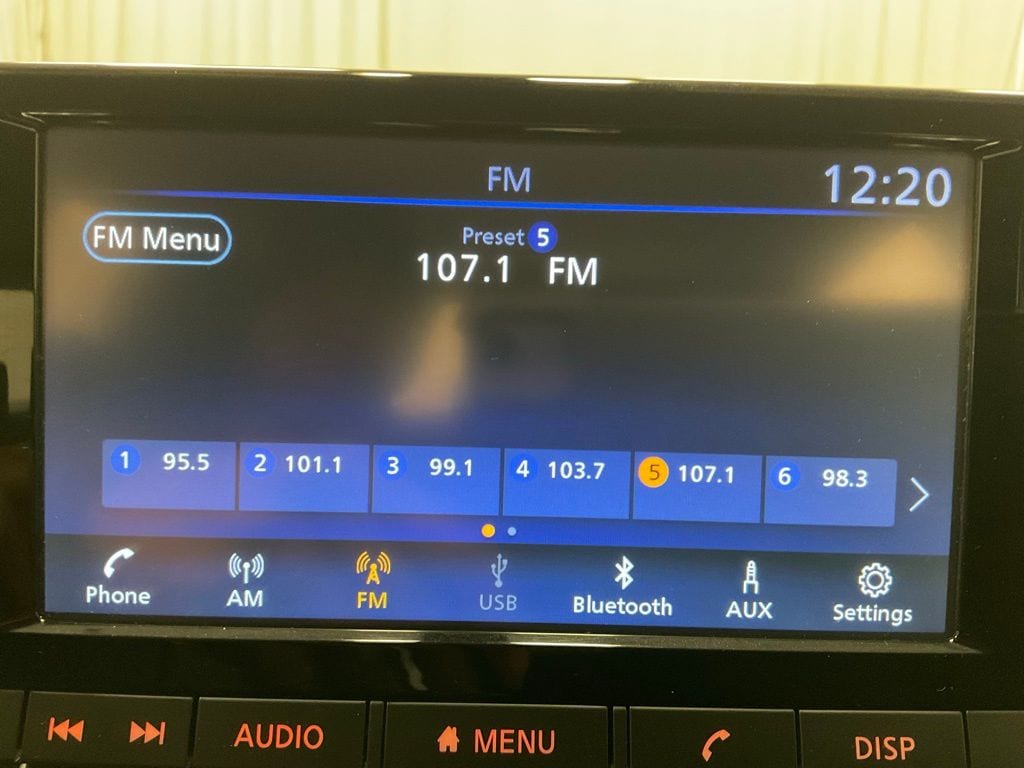 FM
12:20
FM Menu
Preset 5
107.1 FM
1 95.5 2 101.1 3 99.1 4 103.7 5 107.1 6 98.3
Phone AM FM USB Bluetooth AUX Settings
AUDIO MENU DISP